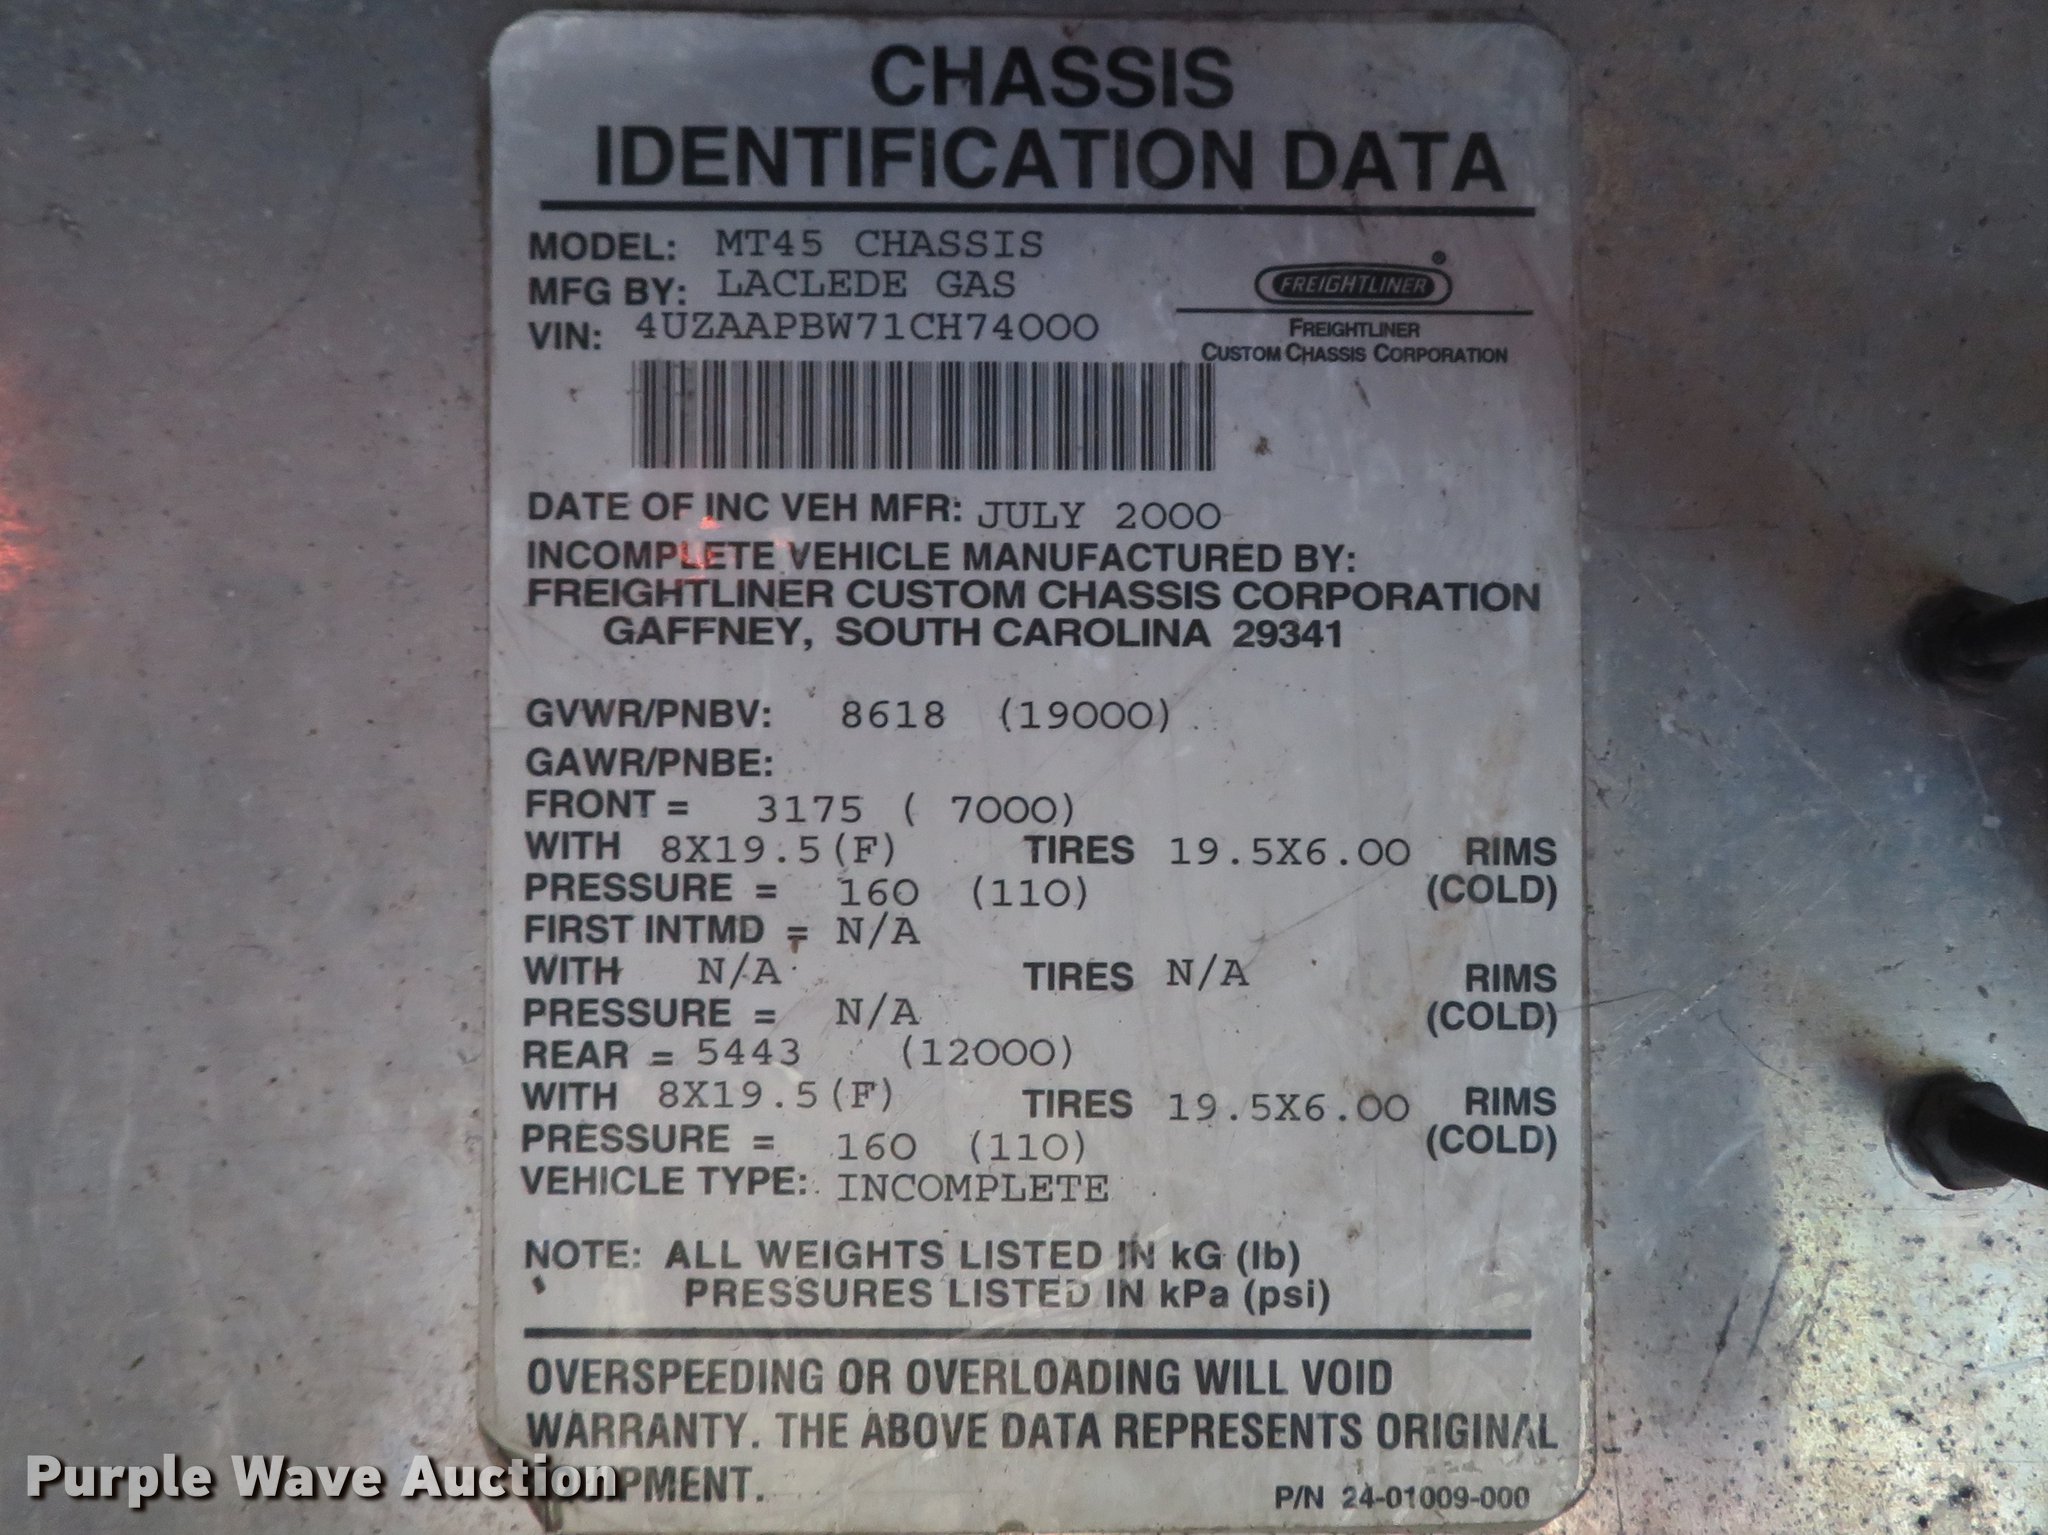 CHASSIS
IDENTIFICATION DATA
MODEL: MT45 CHASSIS
MFG BY: LACLEDE GAS
VIN: 4UZAAPBW71CH74000
FREIGHTLINER ®
FREIGHTLINER
CUSTOM CHASSIS CORPORATION
DATE OF INC VEH MFR: JULY 2000
INCOMPLETE VEHICLE MANUFACTURED BY:
FREIGHTLINER CUSTOM CHASSIS CORPORATION
GAFFNEY, SOUTH CAROLINA 29341
GVWR/PNBV: 8618 (19000)
GAWR/PNBE:
FRONT = 3175 ( 7000)
WITH 8X19.5(F) TIRES 19.5X6.00 RIMS
PRESSURE = 160 (110) (COLD)
FIRST INTMD = N/A
WITH N/A TIRES N/A RIMS
PRESSURE = N/A (COLD)
REAR = 5443 (12000)
WITH 8X19.5(F) TIRES 19.5X6.00 RIMS
PRESSURE = 160 (110) (COLD)
VEHICLE TYPE: INCOMPLETE
NOTE: ALL WEIGHTS LISTED IN kG (lb)
PRESSURES LISTED IN kPa (psi)
OVERSPEEDING OR OVERLOADING WILL VOID
WARRANTY. THE ABOVE DATA REPRESENTS ORIGINAL
P/N 24-01009-000
Purple Wave Auction